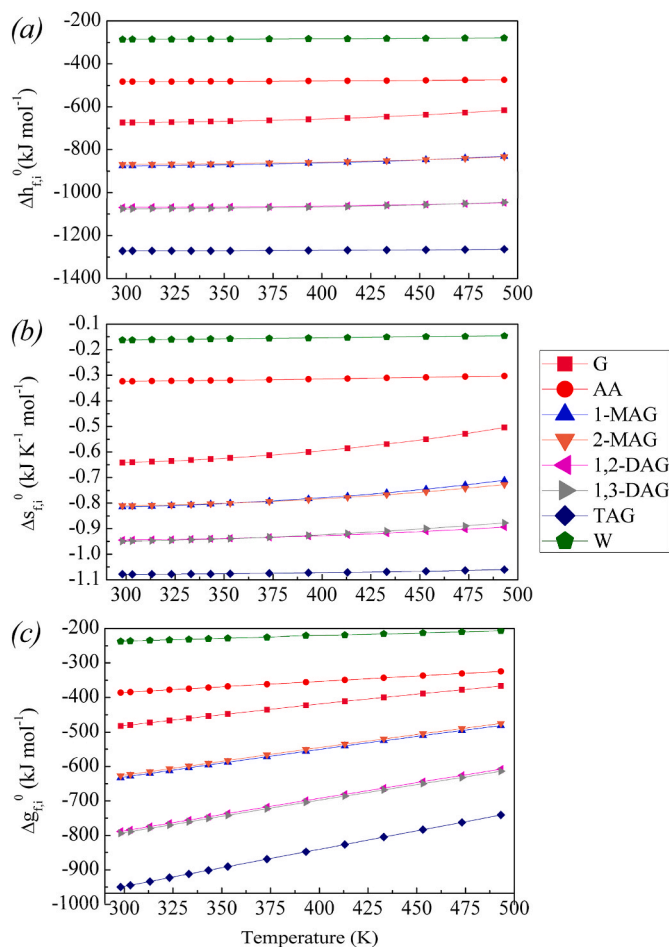 (a)
-200
-400
-600
-800
-1000
-1200
-1400
Δh_{f,i}^0 (kJ mol^{-1})
300 325 350 375 400 425 450 475 500
(b)
-0.1
-0.2
-0.3
-0.4
-0.5
-0.6
-0.7
-0.8
-0.9
-1.0
-1.1
Δs_{f,i}^0 (kJ K^{-1} mol^{-1})
300 325 350 375 400 425 450 475 500
G
AA
1-MAG
2-MAG
1,2-DAG
1,3-DAG
TAG
W
(c)
-200
-300
-400
-500
-600
-700
-800
-900
-1000
Δg_{f,i}^0 (kJ mol^{-1})
300 325 350 375 400 425 450 475 500
Temperature (K)